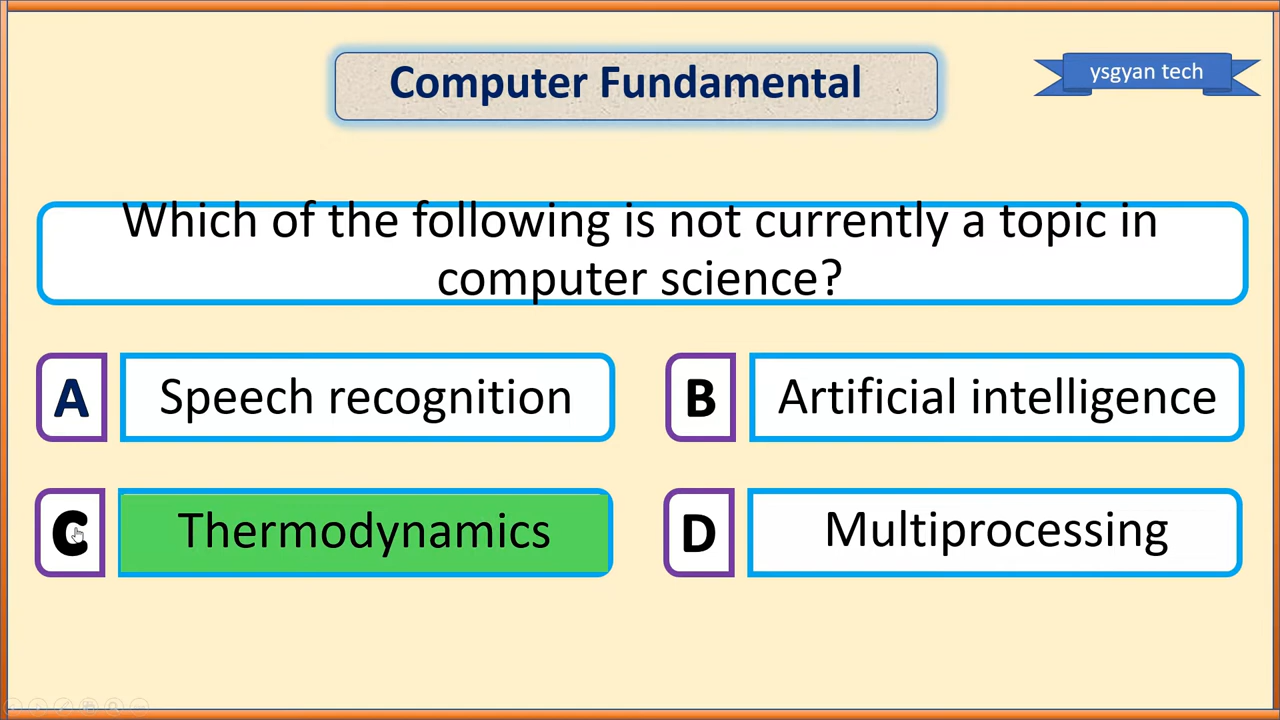 Computer Fundamental
ysgyan tech
Which of the following is not currently a topic in
computer science?
A Speech recognition
B Artificial intelligence
C Thermodynamics
D Multiprocessing